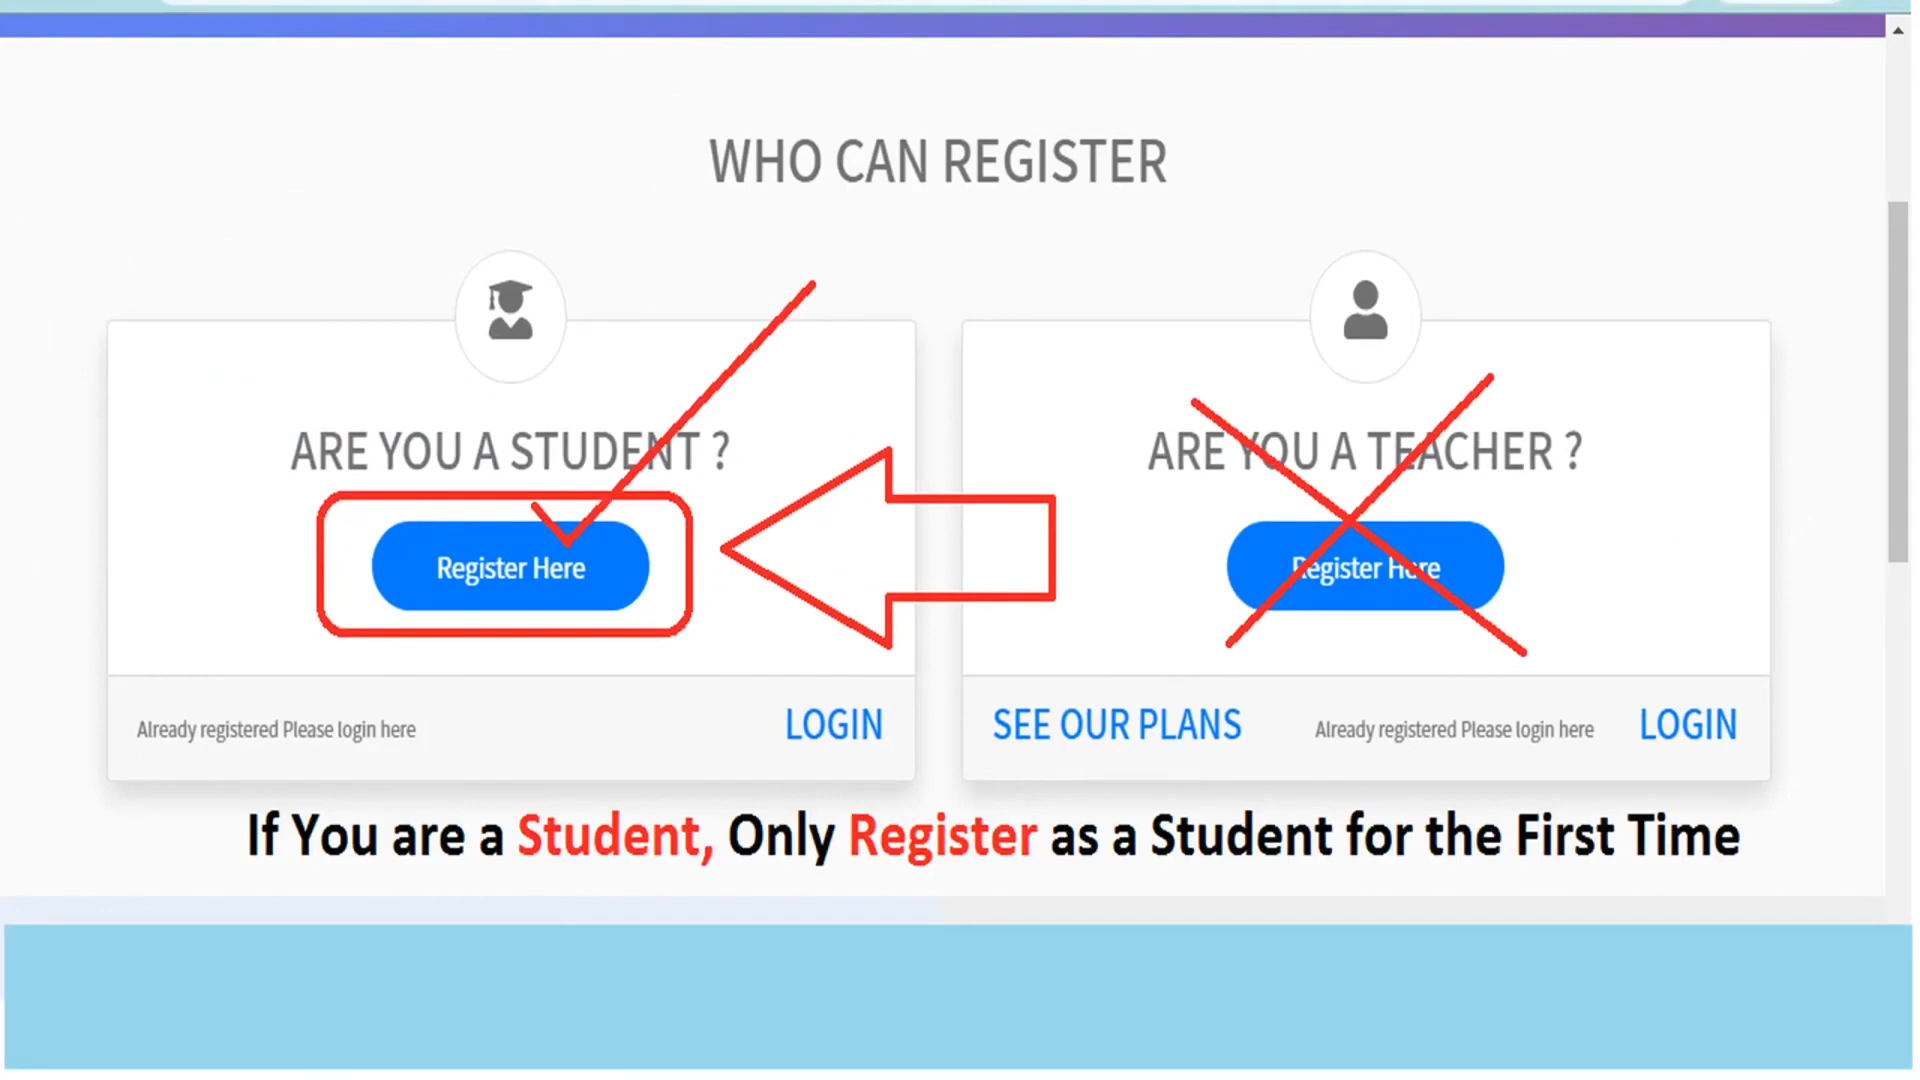 WHO CAN REGISTER
ARE YOU A STUDENT ?
Register Here
Already registered Please login here
LOGIN
ARE YOU A TEACHER ?
Register Here
SEE OUR PLANS
Already registered Please login here
LOGIN
If You are a Student, Only Register as a Student for the First Time